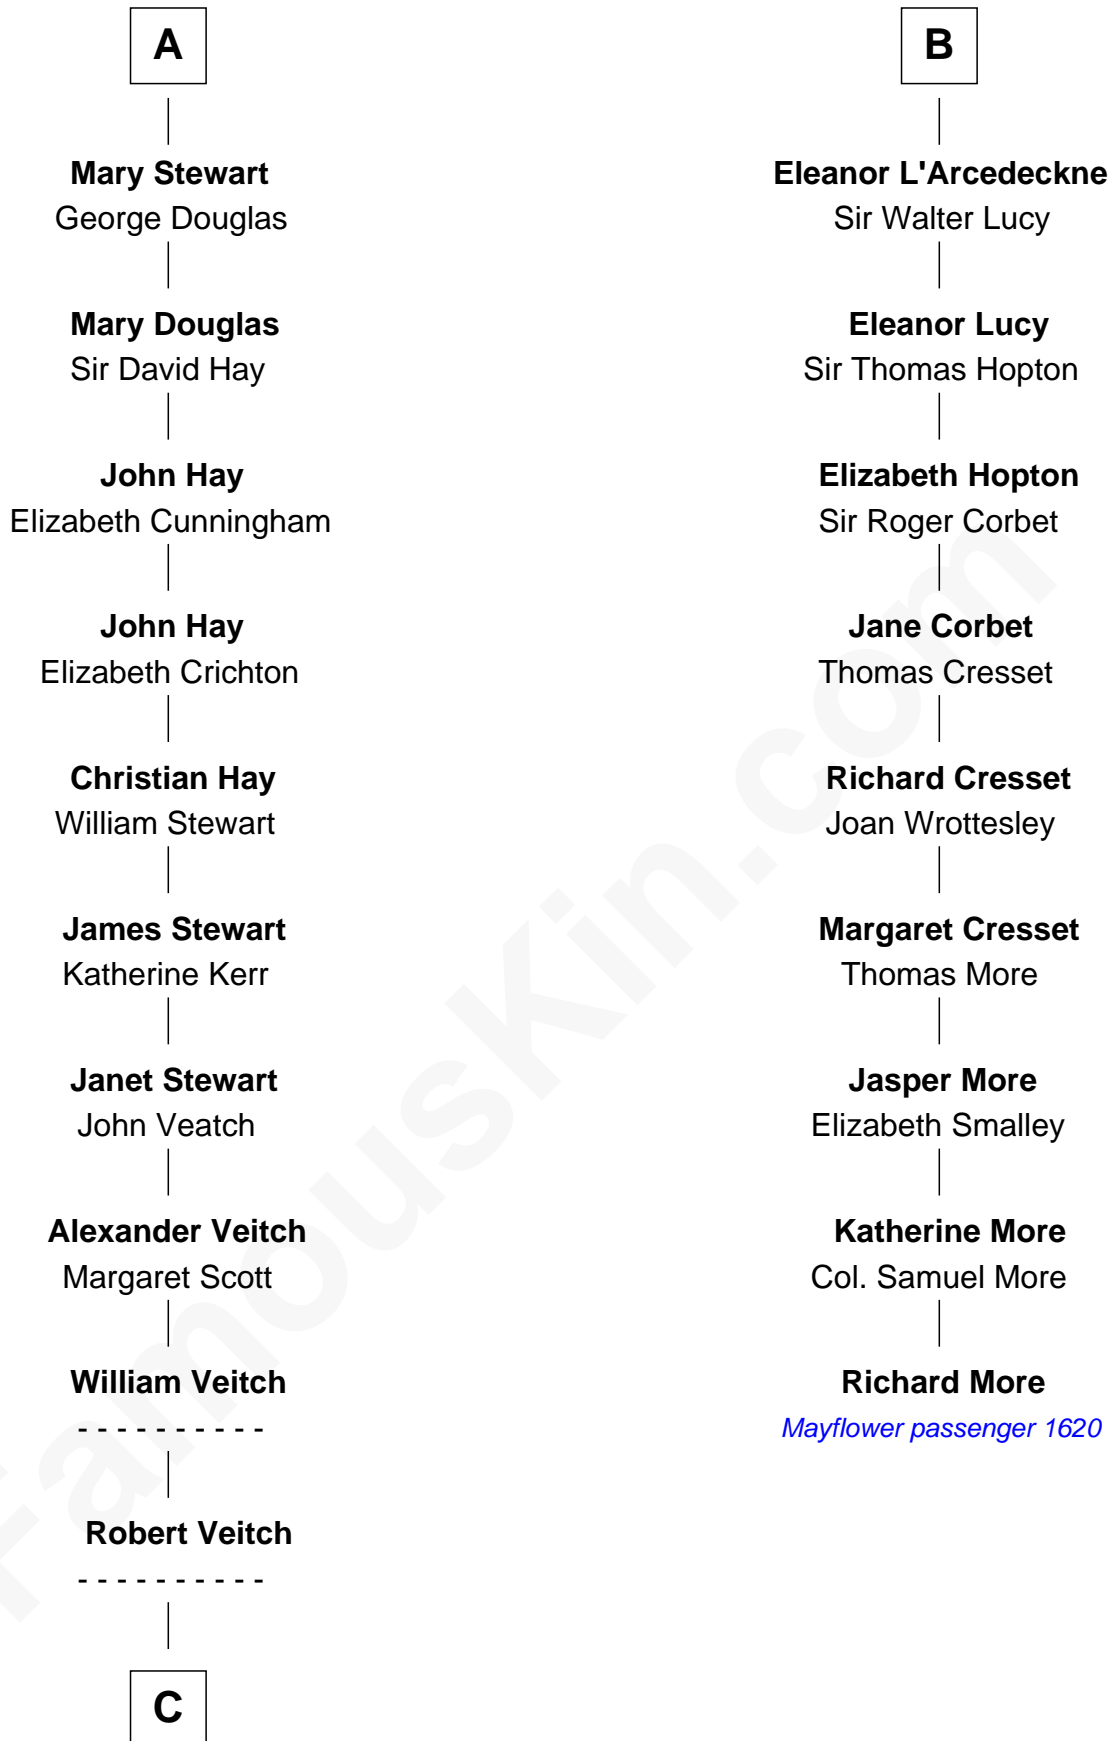 A
Mary Stewart
George Douglas
Mary Douglas
Sir David Hay
John Hay
Elizabeth Cunningham
John Hay
Elizabeth Crichton
Christian Hay
William Stewart
James Stewart
Katherine Kerr
Janet Stewart
John Veatch
Alexander Veitch
Margaret Scott
William Veitch
- - - - - - - - - -
Robert Veitch
- - - - - - - - - -
C
B
Eleanor L'Arcedeckne
Sir Walter Lucy
Eleanor Lucy
Sir Thomas Hopton
Elizabeth Hopton
Sir Roger Corbet
Jane Corbet
Thomas Cresset
Richard Cresset
Joan Wrottesley
Margaret Cresset
Thomas More
Jasper More
Elizabeth Smalley
Katherine More
Col. Samuel More
Richard More
Mayflower passenger 1620
FamousKin.com